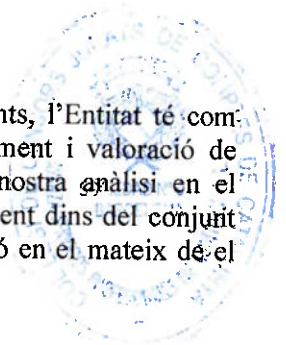 nts, l'Entitat té com-
ment i valoració de
nostra anàlisi en el
ent dins del conjunt
ó en el mateix de el